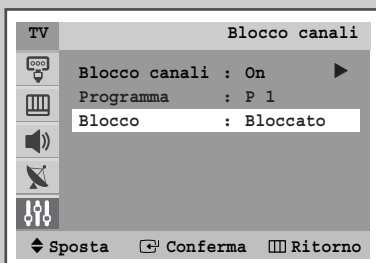 TV Blocco canali
Blocco canali : On ▶
Programma : P 1
Blocco : Bloccato
Sposta Conferma Ritorno